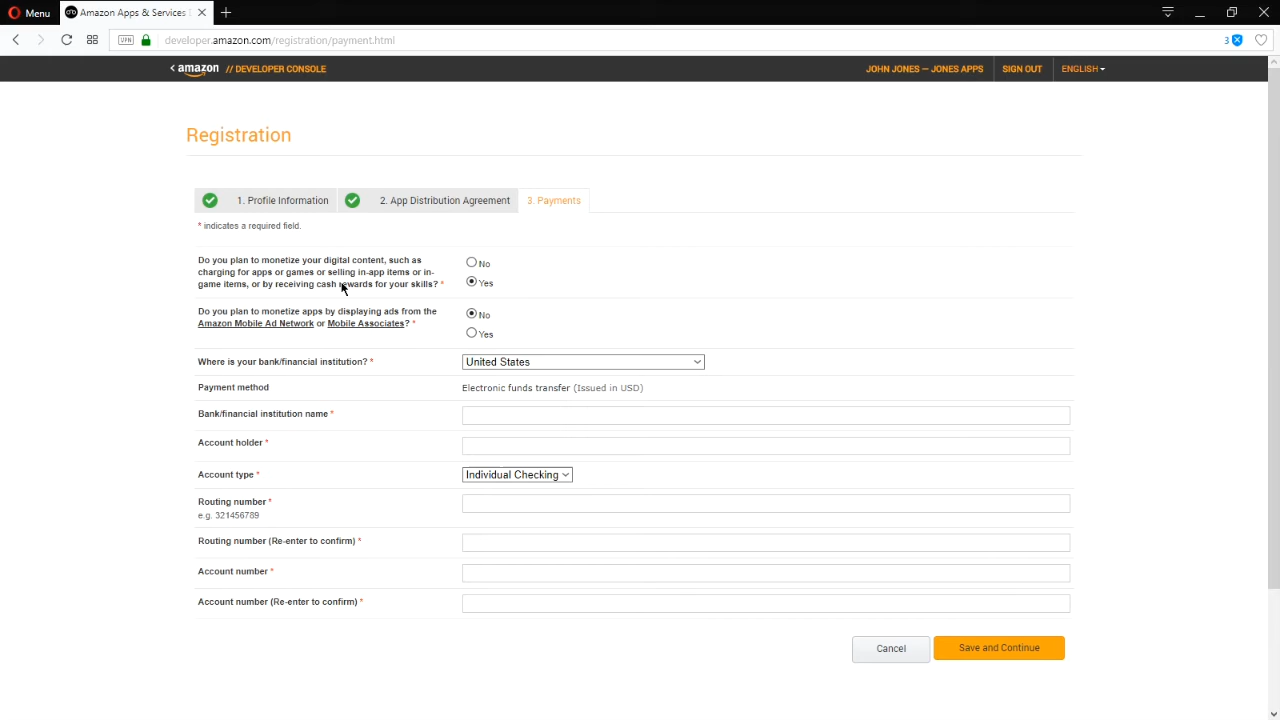 Menu
Amazon Apps & Services
VPN
developer.amazon.com/registration/payment.html
3
< amazon // DEVELOPER CONSOLE
JOHN JONES — JONES APPS
SIGN OUT
ENGLISH
Registration
1. Profile Information
2. App Distribution Agreement
3. Payments
* indicates a required field.
Do you plan to monetize your digital content, such as
charging for apps or games or selling in-app items or in-
game items, or by receiving cash rewards for your skills? *
No
Yes
Do you plan to monetize apps by displaying ads from the
Amazon Mobile Ad Network or Mobile Associates? *
No
Yes
Where is your bank/financial institution? *
United States
Payment method
Electronic funds transfer (Issued in USD)
Bank/financial institution name *
Account holder *
Account type *
Individual Checking
Routing number *
e.g. 321456789
Routing number (Re-enter to confirm) *
Account number *
Account number (Re-enter to confirm) *
Cancel
Save and Continue